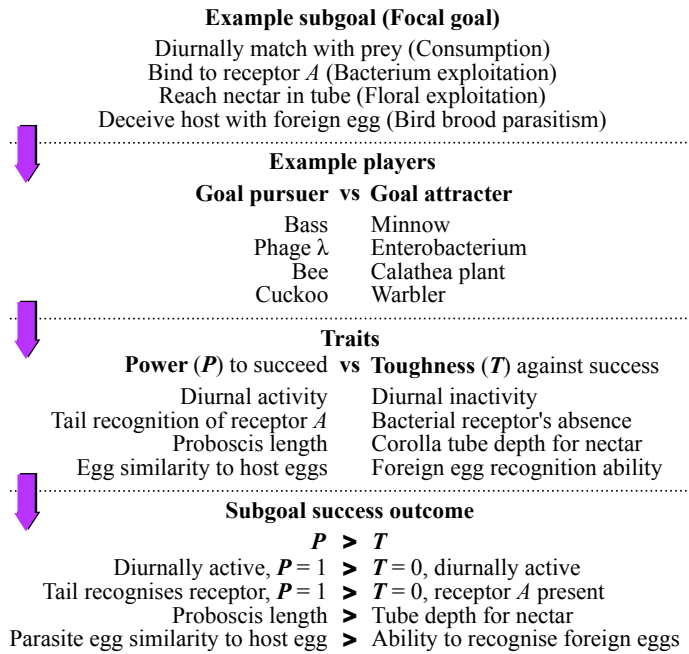 Example subgoal (Focal goal)
Diurnally match with prey (Consumption)
Bind to receptor A (Bacterium exploitation)
Reach nectar in tube (Floral exploitation)
Deceive host with foreign egg (Bird brood parasitism)
Example players
Goal pursuer vs Goal attracter
Bass Minnow
Phage λ Enterobacterium
Bee Calathea plant
Cuckoo Warbler
Traits
Power (P) to succeed vs Toughness (T) against success
Diurnal activity Diurnal inactivity
Tail recognition of receptor A Bacterial receptor's absence
Proboscis length Corolla tube depth for nectar
Egg similarity to host eggs Foreign egg recognition ability
Subgoal success outcome
P > T
Diurnally active, P = 1 > T = 0, diurnally active
Tail recognises receptor, P = 1 > T = 0, receptor A present
Proboscis length > Tube depth for nectar
Parasite egg similarity to host egg > Ability to recognise foreign eggs